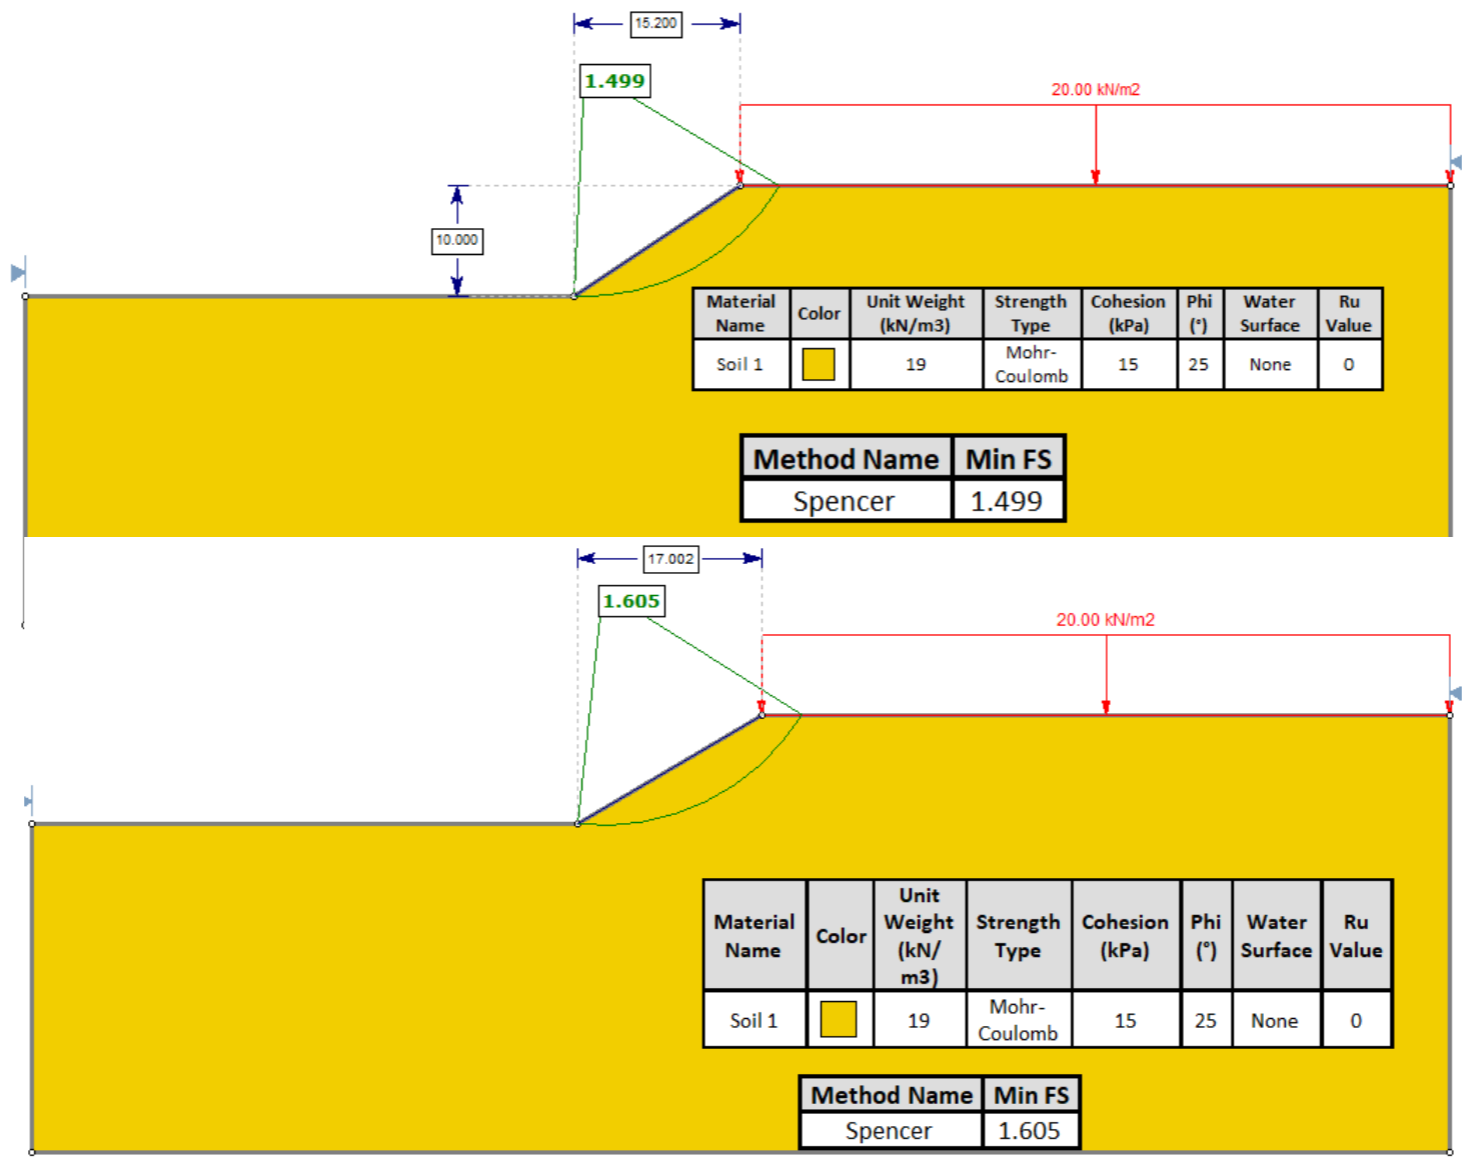 15.200
1.499
20.00 kN/m2
10.000
Material Name Color Unit Weight (kN/m3) Strength Type Cohesion (kPa) Phi (°) Water Surface Ru Value
Soil 1 19 Mohr-Coulomb 15 25 None 0
Method Name Min FS
Spencer 1.499
17.002
1.605
20.00 kN/m2
Material Name Color Unit Weight (kN/m3) Strength Type Cohesion (kPa) Phi (°) Water Surface Ru Value
Soil 1 19 Mohr-Coulomb 15 25 None 0
Method Name Min FS
Spencer 1.605